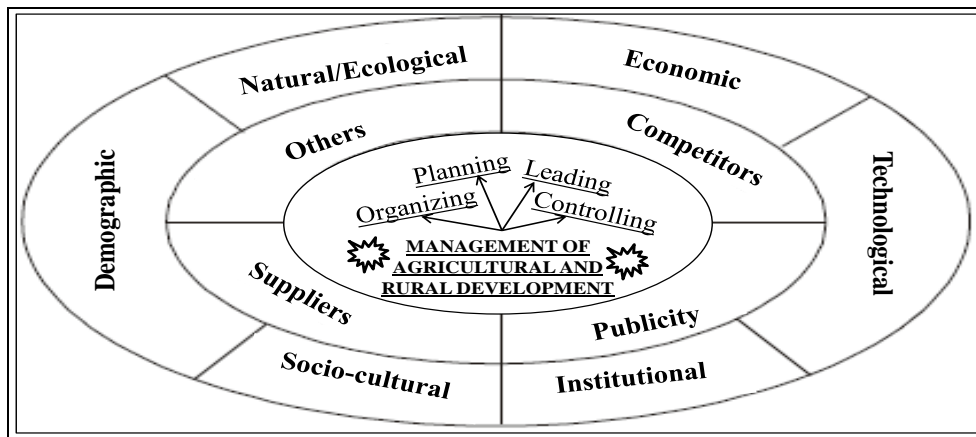 Natural/Ecological
Economic
Others
Competitors
Demographic
Planning
Leading
Technological
Organizing
Controlling
MANAGEMENT OF
AGRICULTURAL AND
RURAL DEVELOPMENT
Suppliers
Publicity
Socio-cultural
Institutional